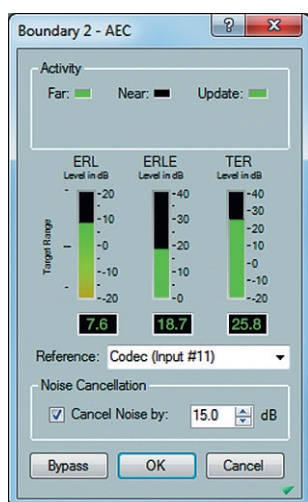 Boundary 2 - AEC
Activity
Far: Near: Update:
ERL ERLE TER
Level in dB Level in dB Level in dB
Target Range
-20 -40 -40
-10 -30 -30
-0 -20 -20
-10 -10 -10 -0 -10
-20 -0 -20
7.6 18.7 25.8
Reference: Codec (Input #11)
Noise Cancellation
Cancel Noise by: 15.0 dB
Bypass OK Cancel